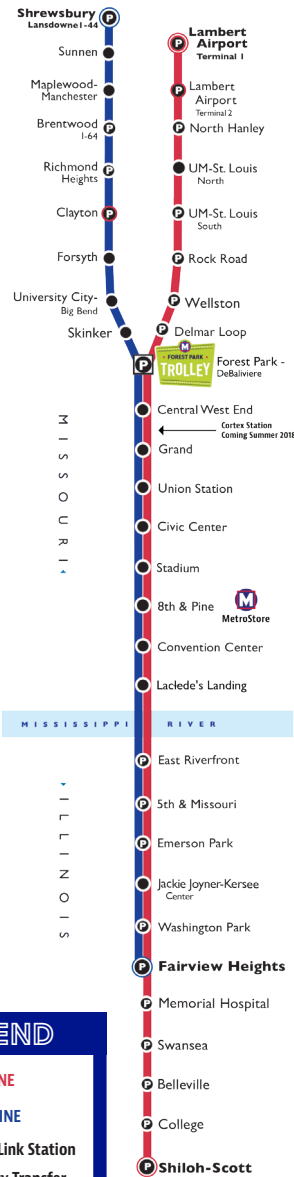 Shrewsbury
Lansdowne I-44
Sunnen
Maplewood-
Manchester
Brentwood
I-64
Richmond
Heights
Clayton
Forsyth
University City-
Big Bend
Skinker
Lambert
Airport
Terminal 1
Lambert
Airport
Terminal 2
North Hanley
UM-St. Louis
North
UM-St. Louis
South
Rock Road
Wellston
Delmar Loop
FOREST PARK
TROLLEY
Forest Park -
DeBaliviere
Central West End
Cortex Station
Coming Summer 2018
Grand
Union Station
Civic Center
Stadium
8th & Pine
MetroStore
Convention Center
Laclede's Landing
MISSOURI
MISSISSIPPI RIVER
ILLINOIS
East Riverfront
5th & Missouri
Emerson Park
Jackie Joyner-Kersee
Center
Washington Park
Fairview Heights
Memorial Hospital
Swansea
Belleville
College
Shiloh-Scott
END
NE
INE
Link Station
y Transfer